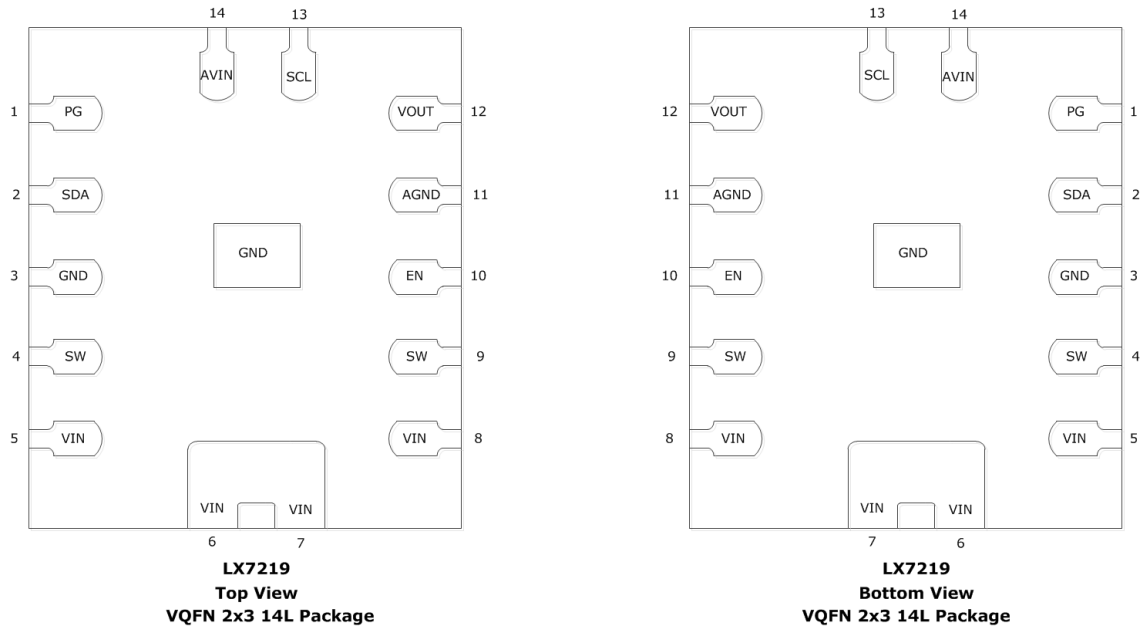 14 13
AVIN SCL
1 PG VOUT 12
2 SDA AGND 11
GND
3 GND EN 10
4 SW SW 9
5 VIN VIN 8
VIN VIN
6 7
LX7219
Top View
VQFN 2x3 14L Package
13 14
SCL AVIN
12 VOUT PG 1
11 AGND SDA 2
GND
10 EN GND 3
9 SW SW 4
8 VIN VIN 5
VIN VIN
7 6
LX7219
Bottom View
VQFN 2x3 14L Package